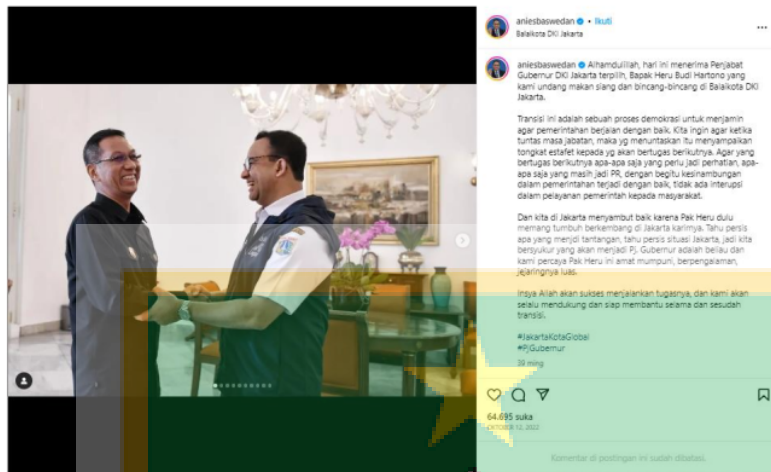 aniesbaswedan • Ikuti
Balaikota DKI Jakarta
aniesbaswedan Alhamdulillah, hari ini menerima Penjabat
Gubernur DKI Jakarta terpilih, Bapak Heru Budi Hartono yang
kami undang makan siang dan bincang-bincang di Balaikota DKI
Jakarta.
Transisi ini adalah sebuah proses demokrasi untuk menjamin
agar pemerintahan berjalan dengan baik. Kita ingin agar ketika
tuntas masa jabatan, maka yg menuntaskan itu menyampaikan
tongkat estafet kepada yg akan bertugas berikutnya. Agar yang
bertugas berikutnya apa-apa saja yang perlu jadi perhatian, apa-
apa saja yang masih jadi PR, dengan begitu kesinambungan
dalam pemerintahan terjadi dengan baik, tidak ada interupsi
dalam pelayanan pemerintah kepada masyarakat.
Dan kita di Jakarta menyambut baik karena Pak Heru dulu
memang tumbuh berkembang di Jakarta karirnya. Tahu persis
apa yang menjdi tantangan, tahu persis situasi Jakarta, jadi kita
bersyukur yang akan menjadi Pj. Gubernur adalah beliau dan
kami percaya Pak Heru ini amat mumpuni, berpengalaman,
jejaringnya luas.
Insya Allah akan sukses menjalankan tugasnya, dan kami akan
selalu mendukung dan siap membantu selama dan sesudah
transisi.
#JakartaKotaGlobal
#PjGubernur
39 ming
64.695 suka
OKTOBER 12, 2022
Komentar di postingan ini sudah dibatasi.